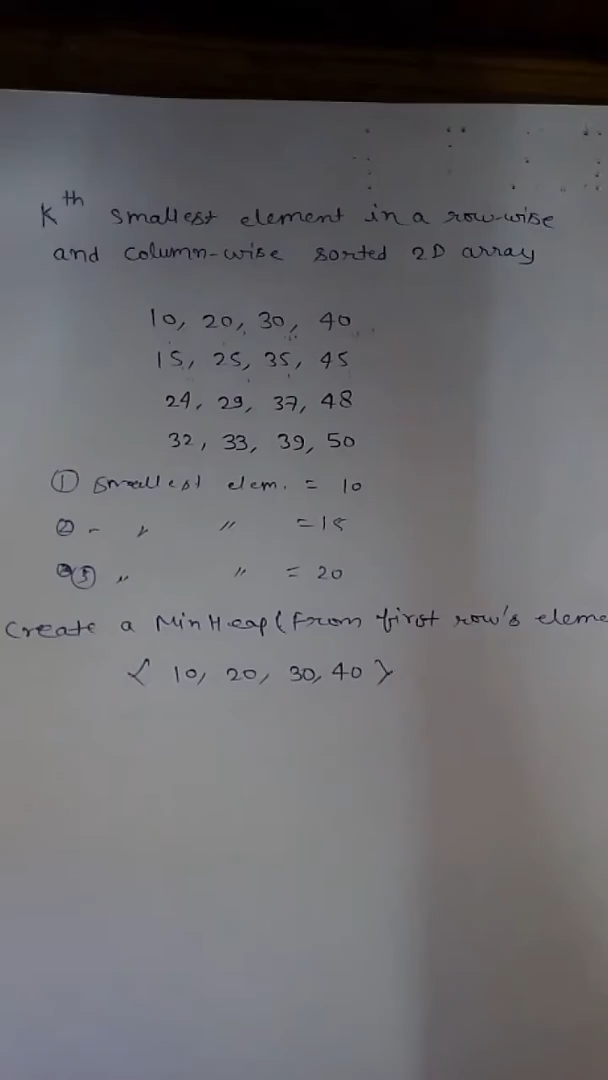 Kth smallest element in a row-wise
and column-wise sorted 2D array
10, 20, 30, 40
15, 25, 35, 45
24, 29, 37, 48
32, 33, 39, 50
① Smallest elem. = 10
② - " " = 15
③ " " = 20
Create a MinHeap (From first row's eleme
{ 10, 20, 30, 40 }